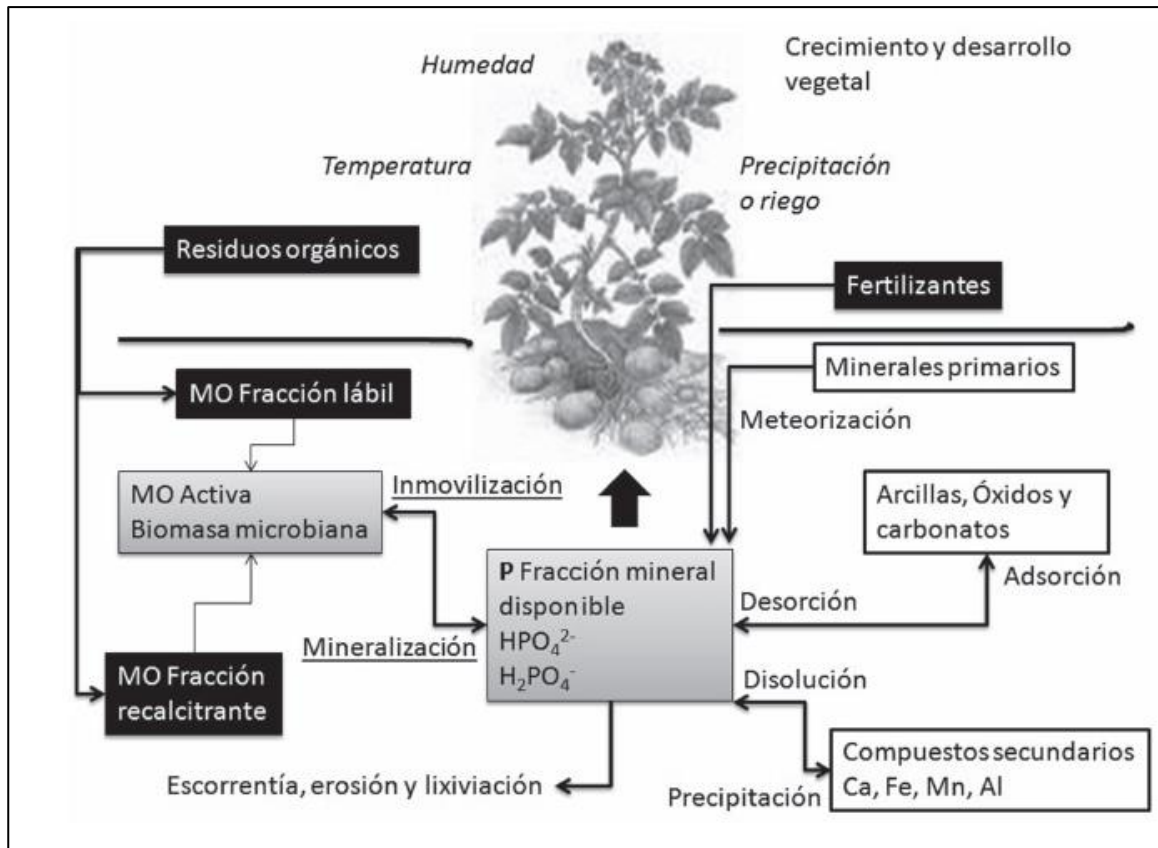 Humedad
Crecimiento y desarrollo
vegetal
Temperatura
Precipitación
o riego
Residuos orgánicos
Fertilizantes
Minerales primarios
MO Fracción lábil
Meteorización
MO Activa
Biomasa microbiana
Inmovilización
Arcillas, Óxidos y
carbonatos
P Fracción mineral
disponible
HPO₄²⁻
H₂PO₄⁻
Desorción
Adsorción
Mineralización
MO Fracción
recalcitrante
Disolución
Escorrentía, erosión y lixiviación
Precipitación
Compuestos secundarios
Ca, Fe, Mn, Al